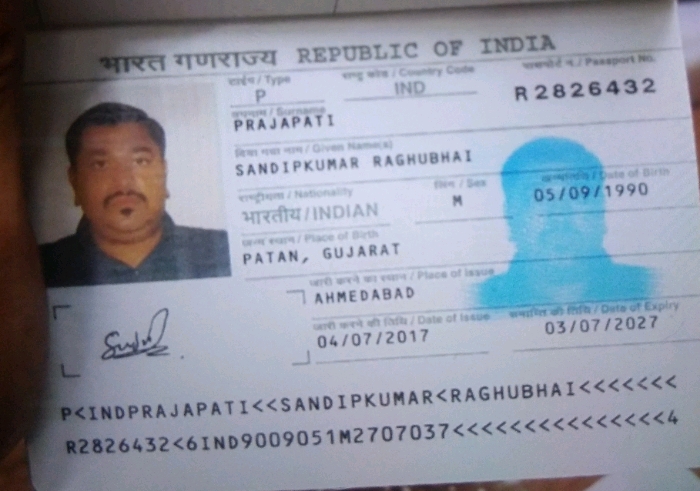 भारत गणराज्य REPUBLIC OF INDIA
टाईप / Type
राष्ट्र कोड / Country Code
पासपोर्ट नं. / Passport No.
P
IND
R2826432
उपनाम / Surname
PRAJAPATI
दिया गया नाम / Given Name(s)
SANDIPKUMAR RAGHUBHAI
राष्ट्रीयता / Nationality
लिंग / Sex
जन्मतिथि / Date of Birth
भारतीय/INDIAN
M
05/09/1990
जन्म स्थान / Place of Birth
PATAN, GUJARAT
जारी करने का स्थान / Place of Issue
AHMEDABAD
जारी करने की तिथि / Date of Issue
समाप्ति की तिथि / Date of Expiry
04/07/2017
03/07/2027
P<INDPRAJAPATI<<SANDIPKUMAR<RAGHUBHAI<<<<<<<
R2826432<6IND9009051M2707037<<<<<<<<<<<<<<<4